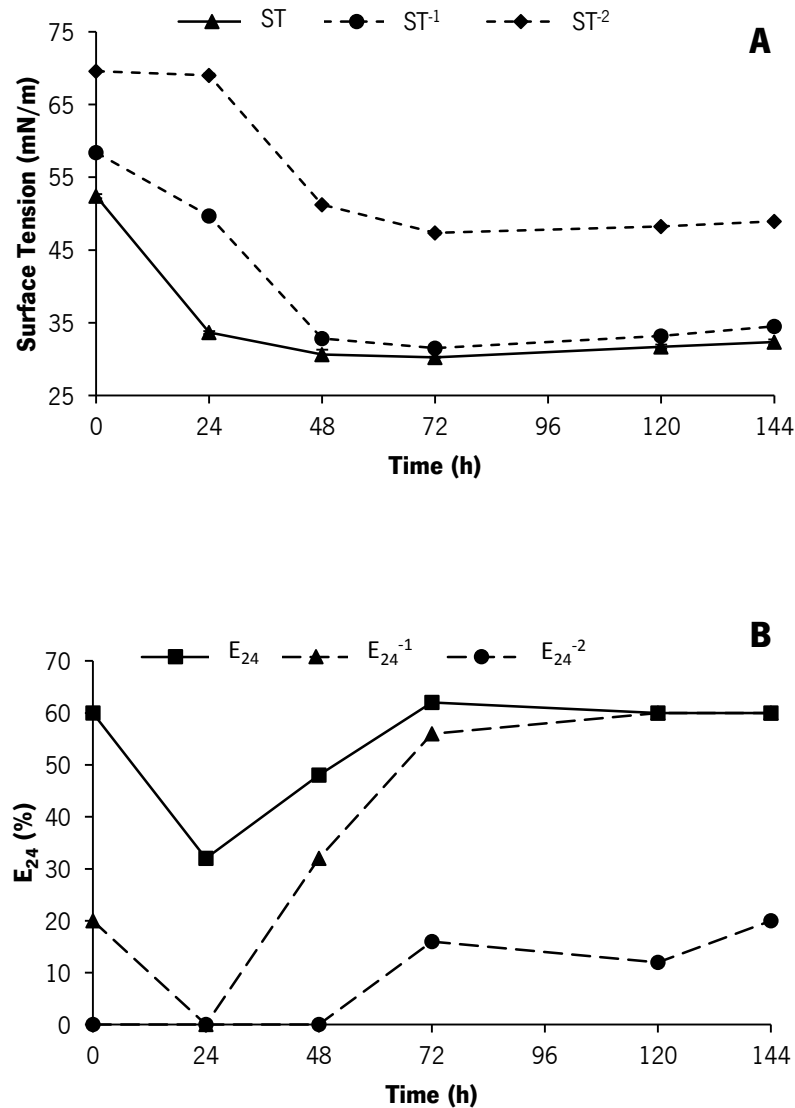 ST ST⁻¹ ST⁻²
A
75
65
55
45
35
25
Surface Tension (mN/m)
0 24 48 72 96 120 144
Time (h)
B
E₂₄ E₂₄⁻¹ E₂₄⁻²
70
60
50
40
30
20
10
0
E₂₄ (%)
0 24 48 72 96 120 144
Time (h)